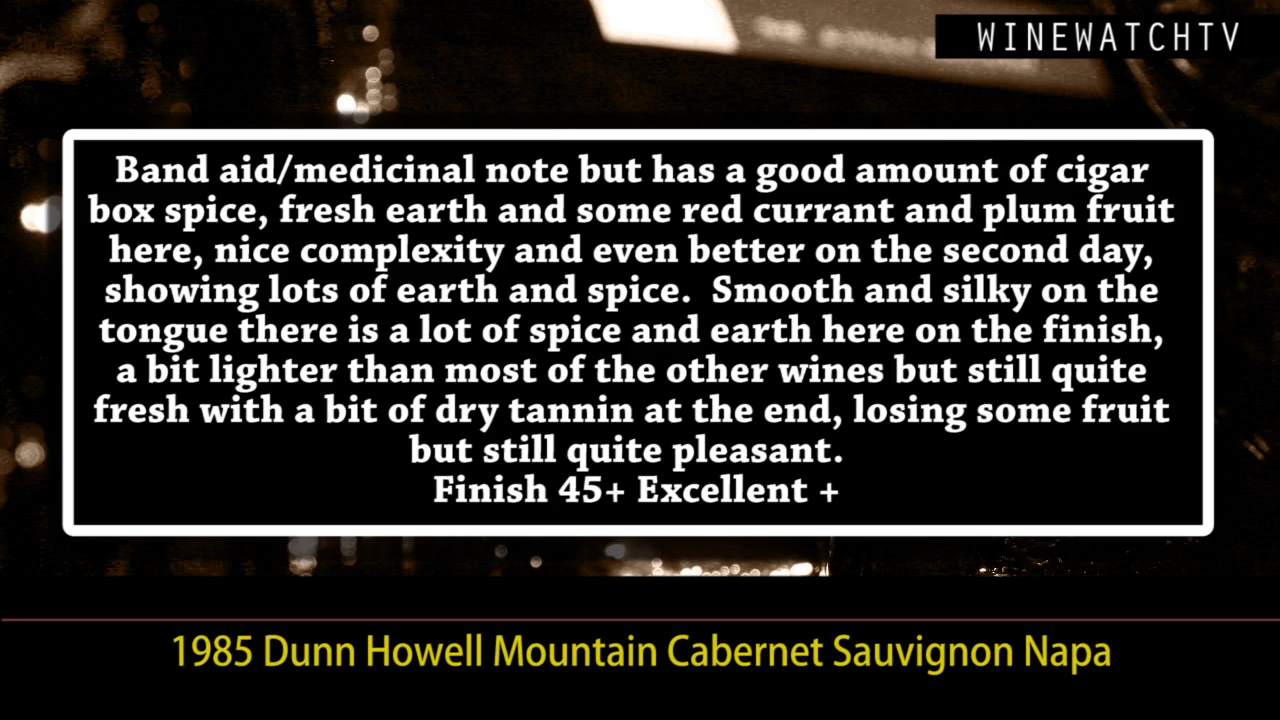 WINEWATCHTV
Band aid/medicinal note but has a good amount of cigar
box spice, fresh earth and some red currant and plum fruit
here, nice complexity and even better on the second day,
showing lots of earth and spice.  Smooth and silky on the
tongue there is a lot of spice and earth here on the finish,
a bit lighter than most of the other wines but still quite
fresh with a bit of dry tannin at the end, losing some fruit
but still quite pleasant.
Finish 45+ Excellent +
1985 Dunn Howell Mountain Cabernet Sauvignon Napa